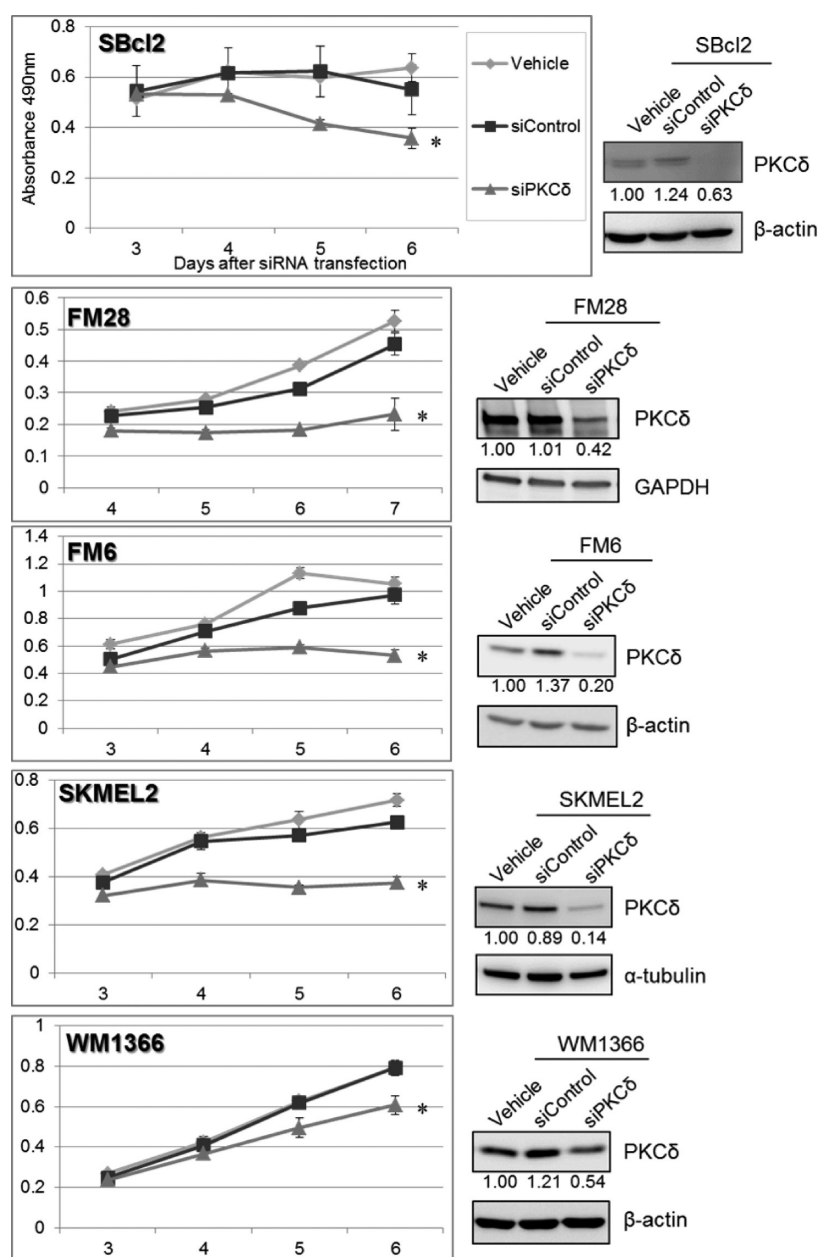 SBcl2
Absorbance 490nm
0.8
0.6
0.4
0.2
0
3 4 5 6
Days after siRNA transfection
Vehicle
siControl
siPKCδ
*
SBcl2
Vehicle siControl siPKCδ
PKCδ
1.00 1.24 0.63
β-actin
FM28
0.6
0.5
0.4
0.3
0.2
0.1
0
4 5 6 7
*
FM28
Vehicle siControl siPKCδ
PKCδ
1.00 1.01 0.42
GAPDH
FM6
1.4
1.2
1
0.8
0.6
0.4
0.2
0
3 4 5 6
*
FM6
Vehicle siControl siPKCδ
PKCδ
1.00 1.37 0.20
β-actin
SKMEL2
0.8
0.6
0.4
0.2
0
3 4 5 6
*
SKMEL2
Vehicle siControl siPKCδ
PKCδ
1.00 0.89 0.14
α-tubulin
WM1366
1
0.8
0.6
0.4
0.2
0
3 4 5 6
*
WM1366
Vehicle siControl siPKCδ
PKCδ
1.00 1.21 0.54
β-actin